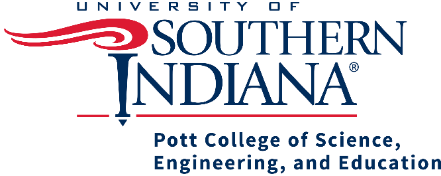 UNIVERSITY OF
SOUTHERN
INDIANA®
Pott College of Science,
Engineering, and Education